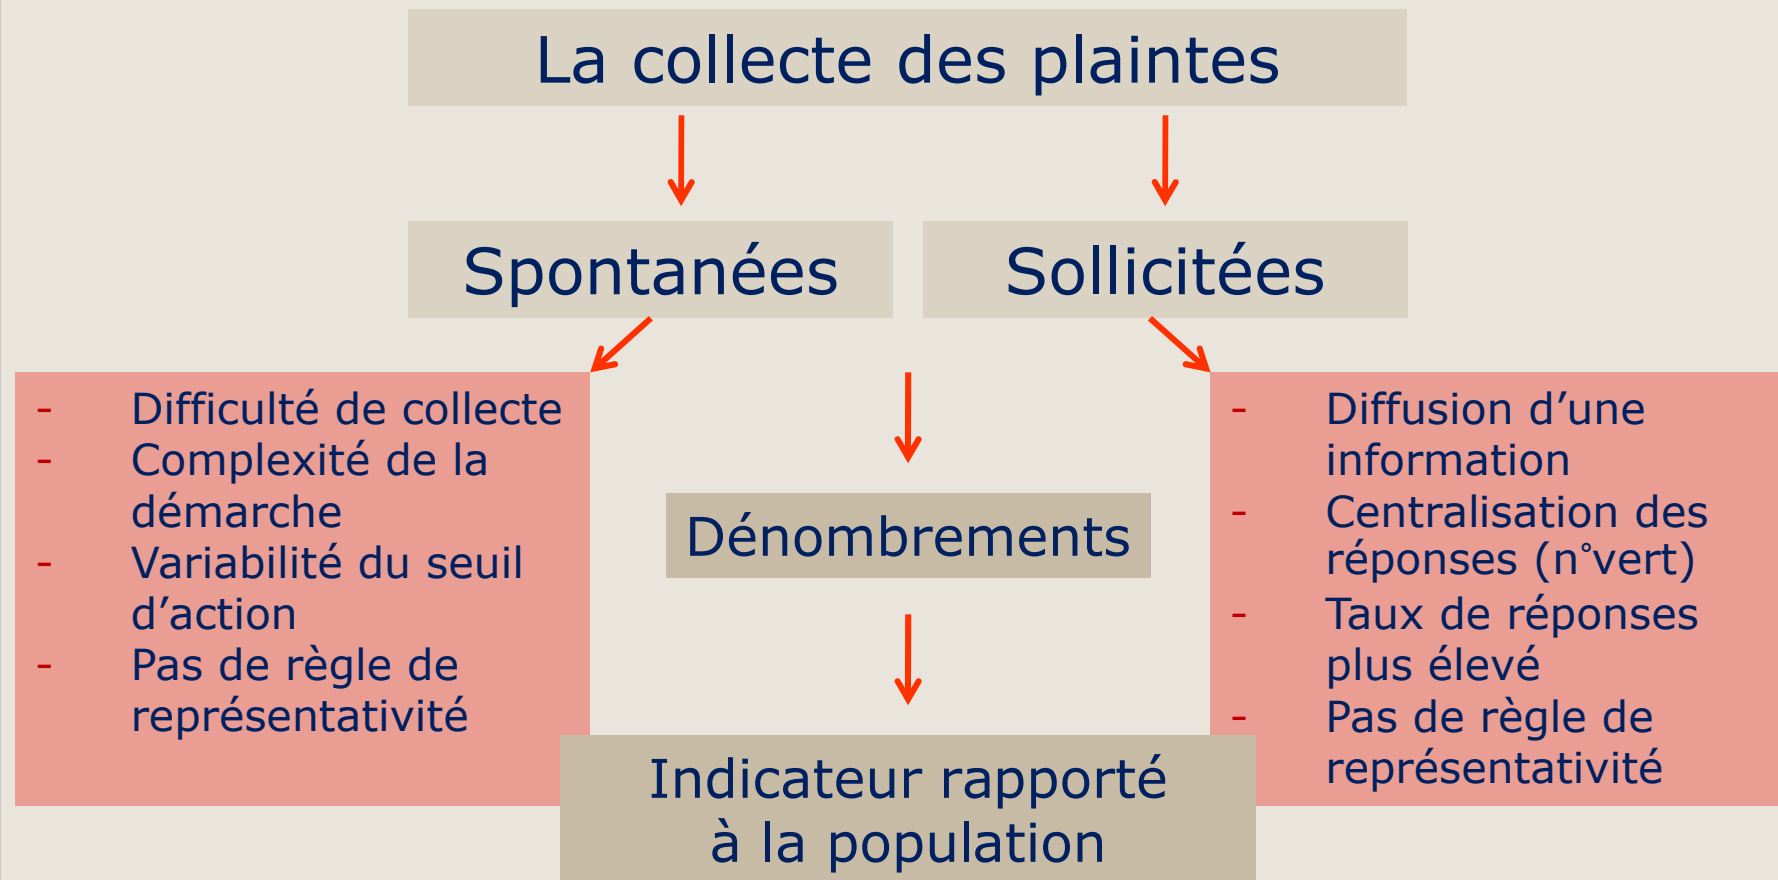 La collecte des plaintes
Spontanées
Sollicitées
- Difficulté de collecte
- Complexité de la
démarche
- Variabilité du seuil
d’action
- Pas de règle de
représentativité
Dénombrements
- Diffusion d’une
information
- Centralisation des
réponses (n°vert)
- Taux de réponses
plus élevé
- Pas de règle de
représentativité
Indicateur rapporté
à la population